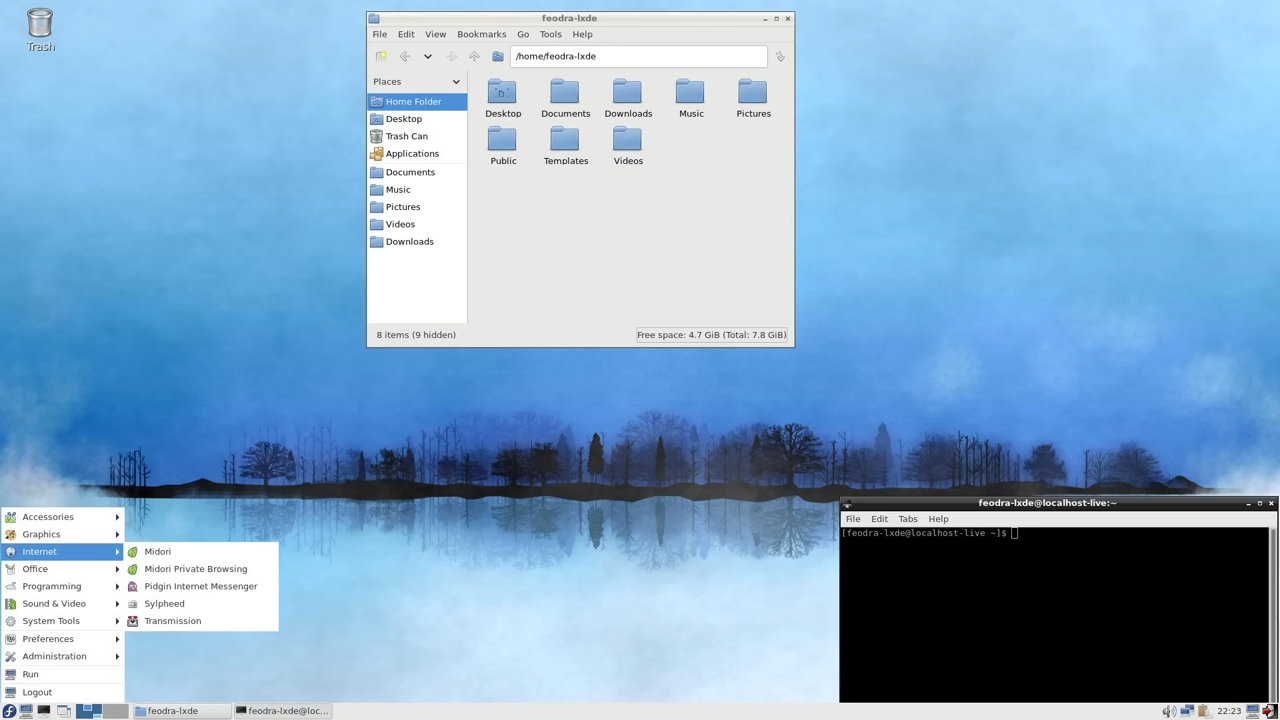 Trash
feodra-lxde
File Edit View Bookmarks Go Tools Help
/home/feodra-lxde
Places
Home Folder
Desktop
Trash Can
Applications
Documents
Music
Pictures
Videos
Downloads
Desktop Documents Downloads Music Pictures
Public Templates Videos
8 items (9 hidden)
Free space: 4.7 GiB (Total: 7.8 GiB)
feodra-lxde@localhost-live:~
File Edit Tabs Help
[feodra-lxde@localhost-live ~]$
Accessories
Graphics
Internet
Office
Programming
Sound & Video
System Tools
Preferences
Administration
Run
Logout
Midori
Midori Private Browsing
Pidgin Internet Messenger
Sylpheed
Transmission
feodra-lxde
feodra-lxde@loc...
22:23